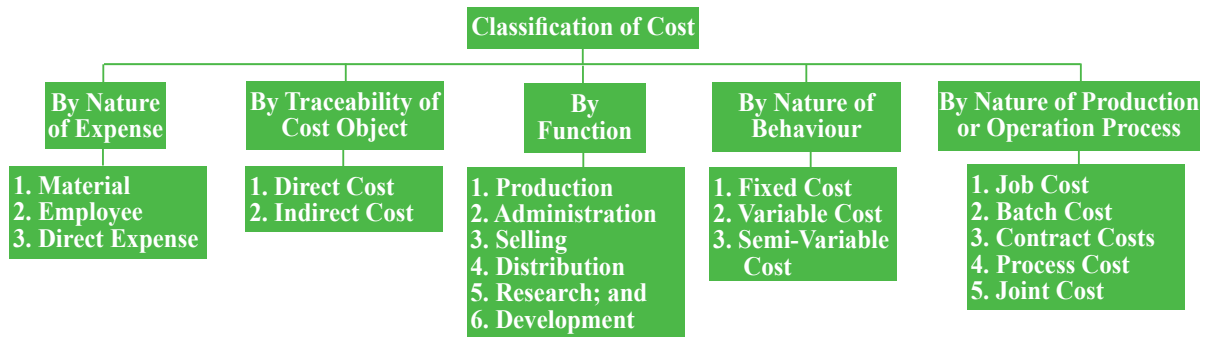 Classification of Cost
By Nature
of Expense
1. Material
2. Employee
3. Direct Expense
By Traceability of
Cost Object
1. Direct Cost
2. Indirect Cost
By
Function
1. Production
2. Administration
3. Selling
4. Distribution
5. Research; and
6. Development
By Nature of
Behaviour
1. Fixed Cost
2. Variable Cost
3. Semi-Variable
Cost
By Nature of Production
or Operation Process
1. Job Cost
2. Batch Cost
3. Contract Costs
4. Process Cost
5. Joint Cost